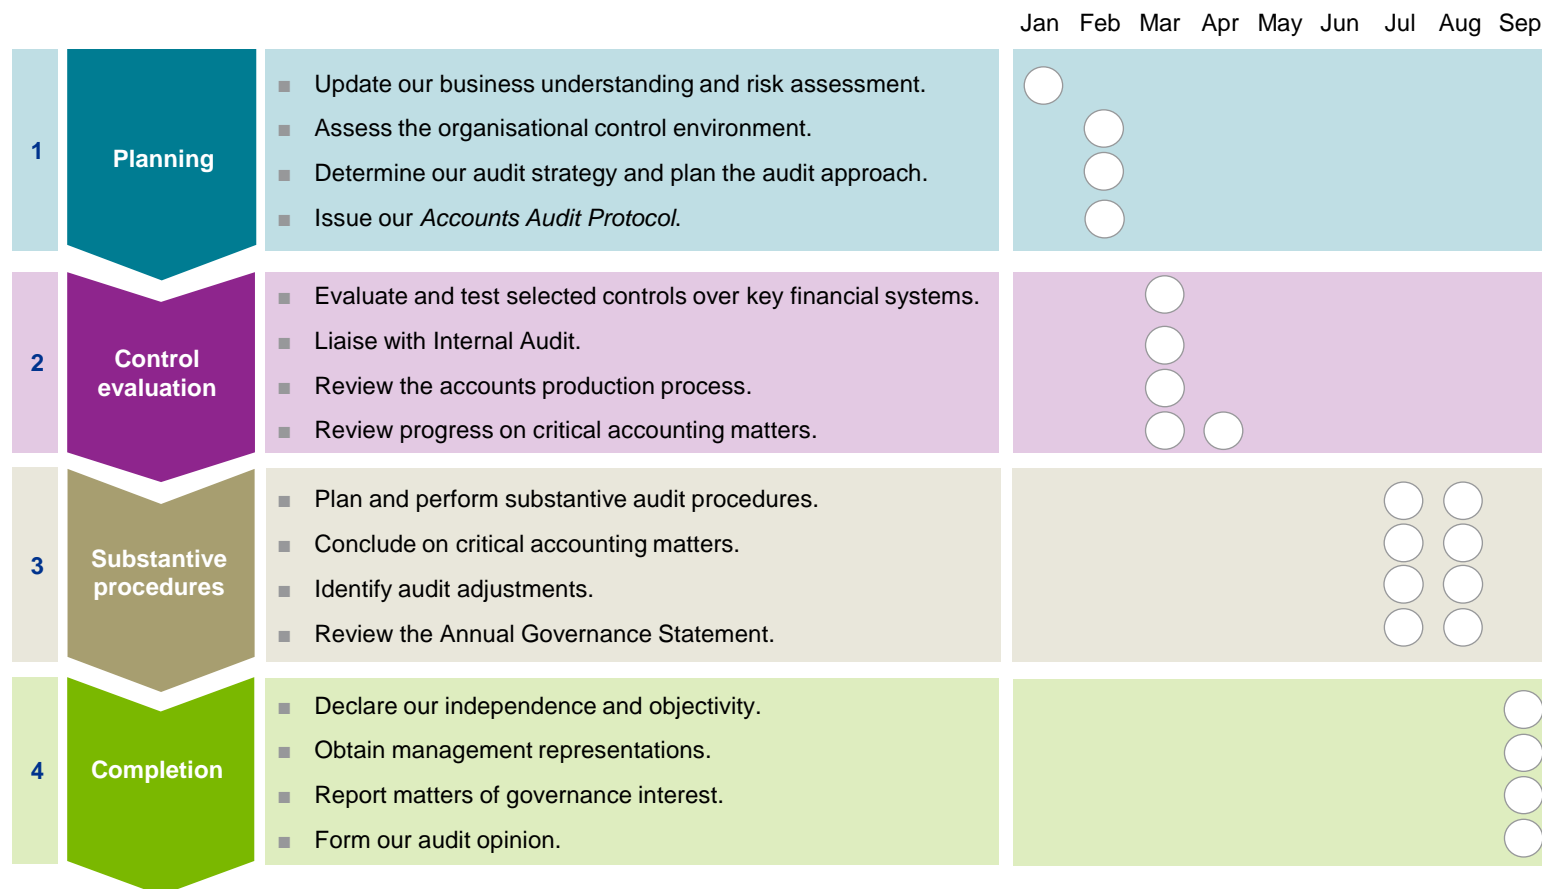 Jan Feb Mar Apr May Jun Jul Aug Sep
1
Planning
■ Update our business understanding and risk assessment.
■ Assess the organisational control environment.
■ Determine our audit strategy and plan the audit approach.
■ Issue our Accounts Audit Protocol.
2
Control
evaluation
■ Evaluate and test selected controls over key financial systems.
■ Liaise with Internal Audit.
■ Review the accounts production process.
■ Review progress on critical accounting matters.
3
Substantive
procedures
■ Plan and perform substantive audit procedures.
■ Conclude on critical accounting matters.
■ Identify audit adjustments.
■ Review the Annual Governance Statement.
4
Completion
■ Declare our independence and objectivity.
■ Obtain management representations.
■ Report matters of governance interest.
■ Form our audit opinion.